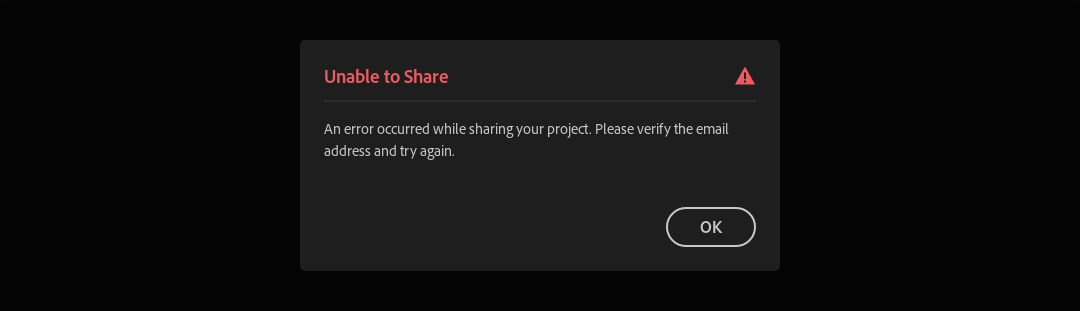 Unable to Share
An error occurred while sharing your project. Please verify the email
address and try again.
OK